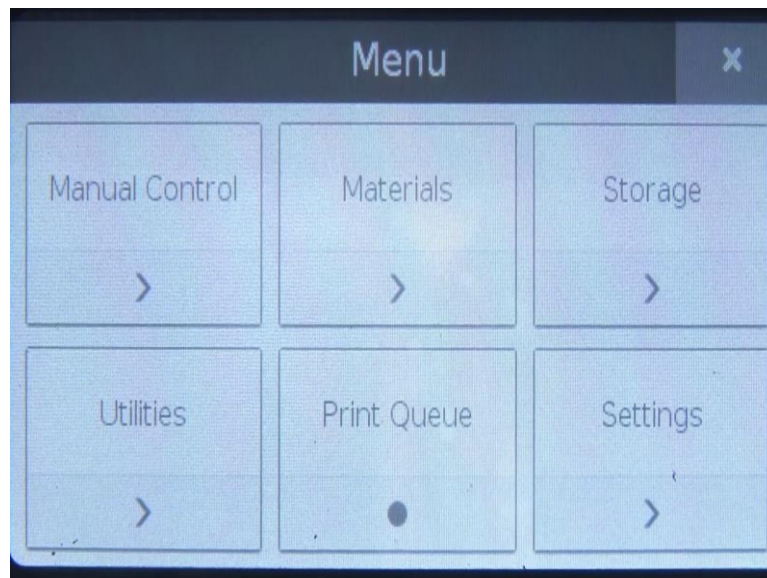 Menu
×
Manual Control
Materials
Storage
Utilities
Print Queue
Settings